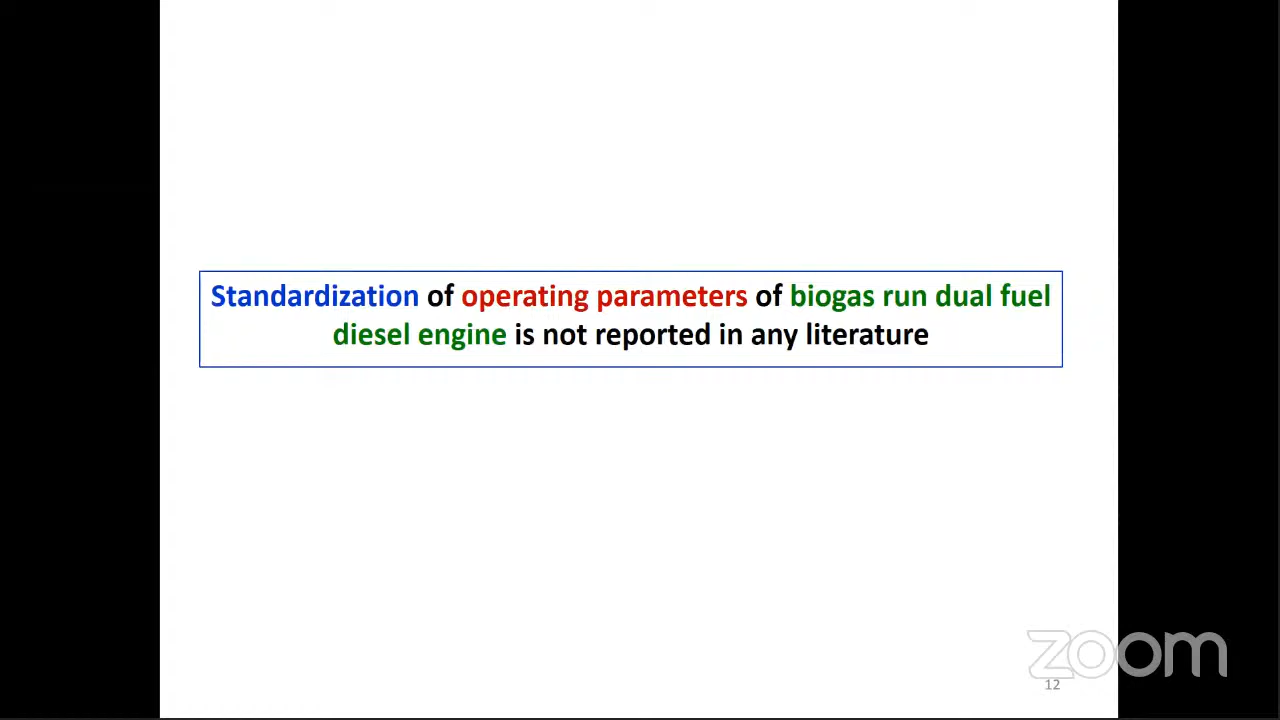 Standardization of operating parameters of biogas run dual fuel
diesel engine is not reported in any literature
zoom
12